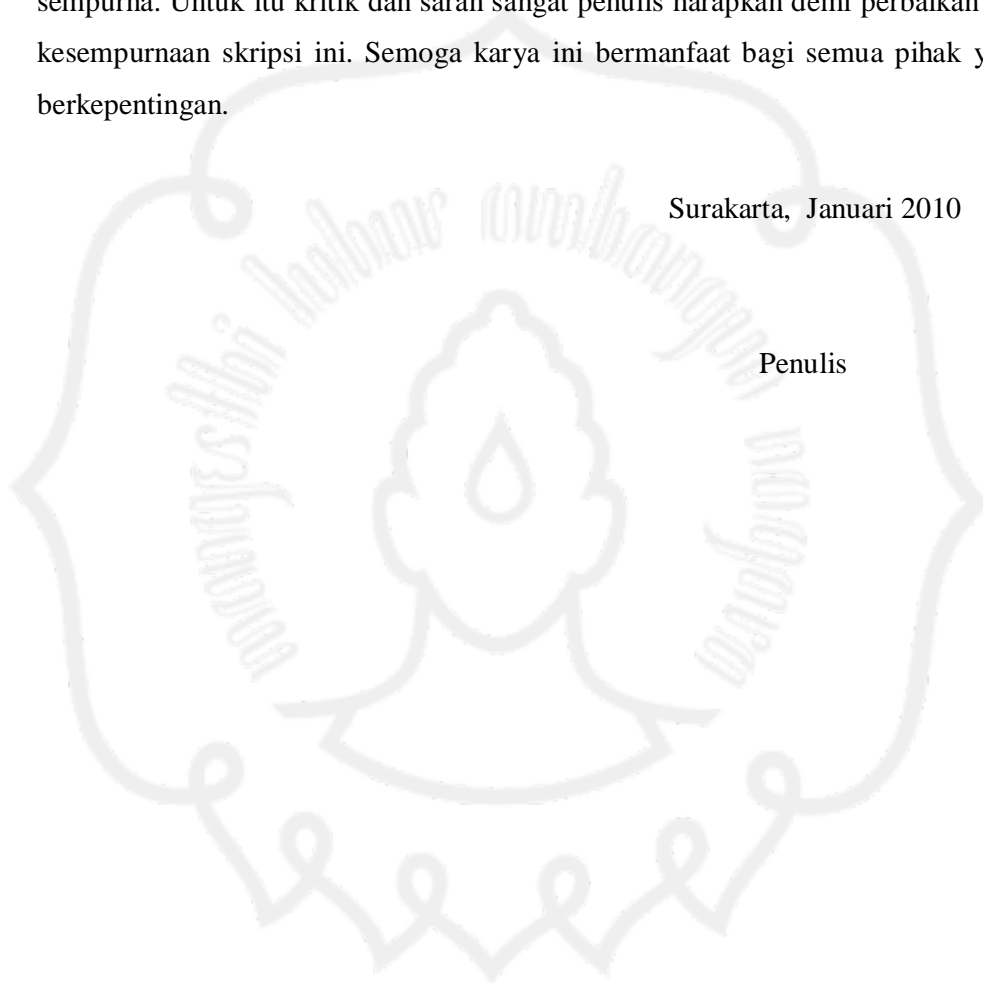 sempurna. Untuk itu kritik dan saran sangat penulis harapkan demi perbaikan
kesempurnaan skripsi ini. Semoga karya ini bermanfaat bagi semua pihak y
berkepentingan.
Surakarta, Januari 2010
Penulis